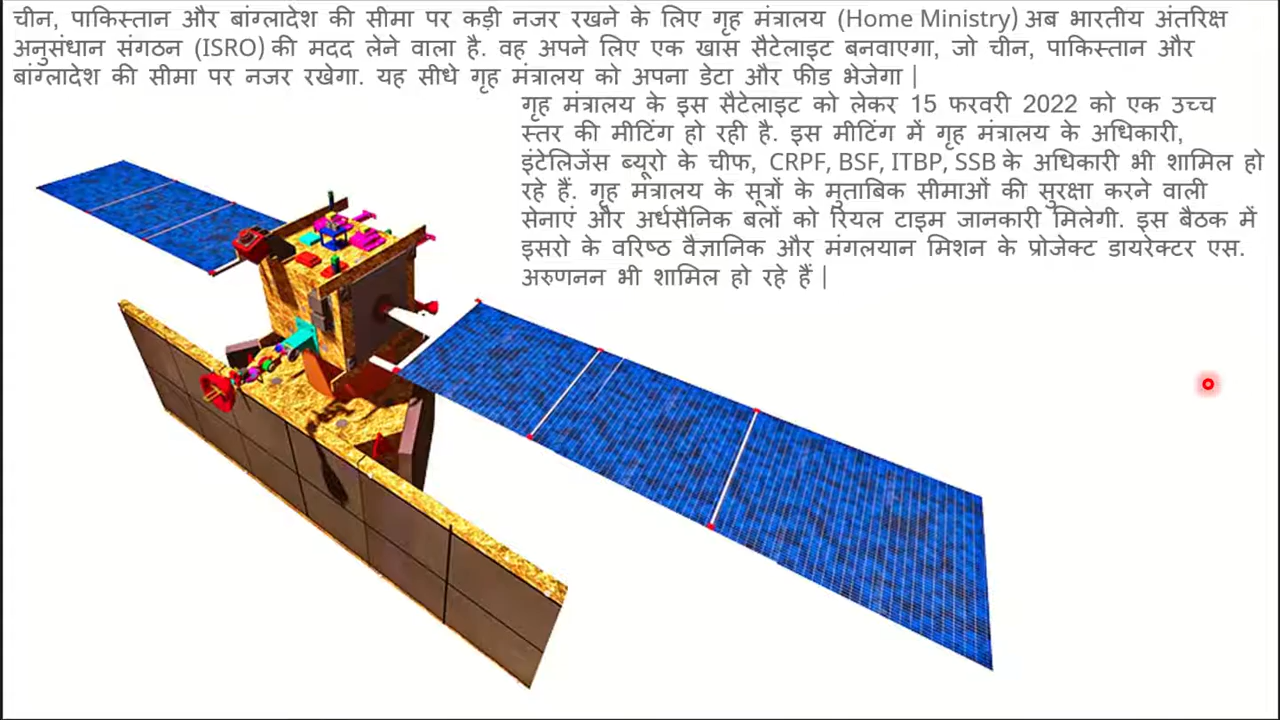 चीन, पाकिस्तान और बांग्लादेश की सीमा पर कड़ी नजर रखने के लिए गृह मंत्रालय (Home Ministry) अब भारतीय अंतरिक्ष
अनुसंधान संगठन (ISRO) की मदद लेने वाला है. वह अपने लिए एक खास सैटेलाइट बनवाएगा, जो चीन, पाकिस्तान और
बांग्लादेश की सीमा पर नजर रखेगा. यह सीधे गृह मंत्रालय को अपना डेटा और फीड भेजेगा |
गृह मंत्रालय के इस सैटेलाइट को लेकर 15 फरवरी 2022 को एक उच्च
स्तर की मीटिंग हो रही है. इस मीटिंग में गृह मंत्रालय के अधिकारी,
इंटेलिजेंस ब्यूरो के चीफ, CRPF, BSF, ITBP, SSB के अधिकारी भी शामिल हो
रहे हैं. गृह मंत्रालय के सूत्रों के मुताबिक सीमाओं की सुरक्षा करने वाली
सेनाएं और अर्धसैनिक बलों को रियल टाइम जानकारी मिलेगी. इस बैठक में
इसरो के वरिष्ठ वैज्ञानिक और मंगलयान मिशन के प्रोजेक्ट डायरेक्टर एस.
अरुणनन भी शामिल हो रहे हैं |